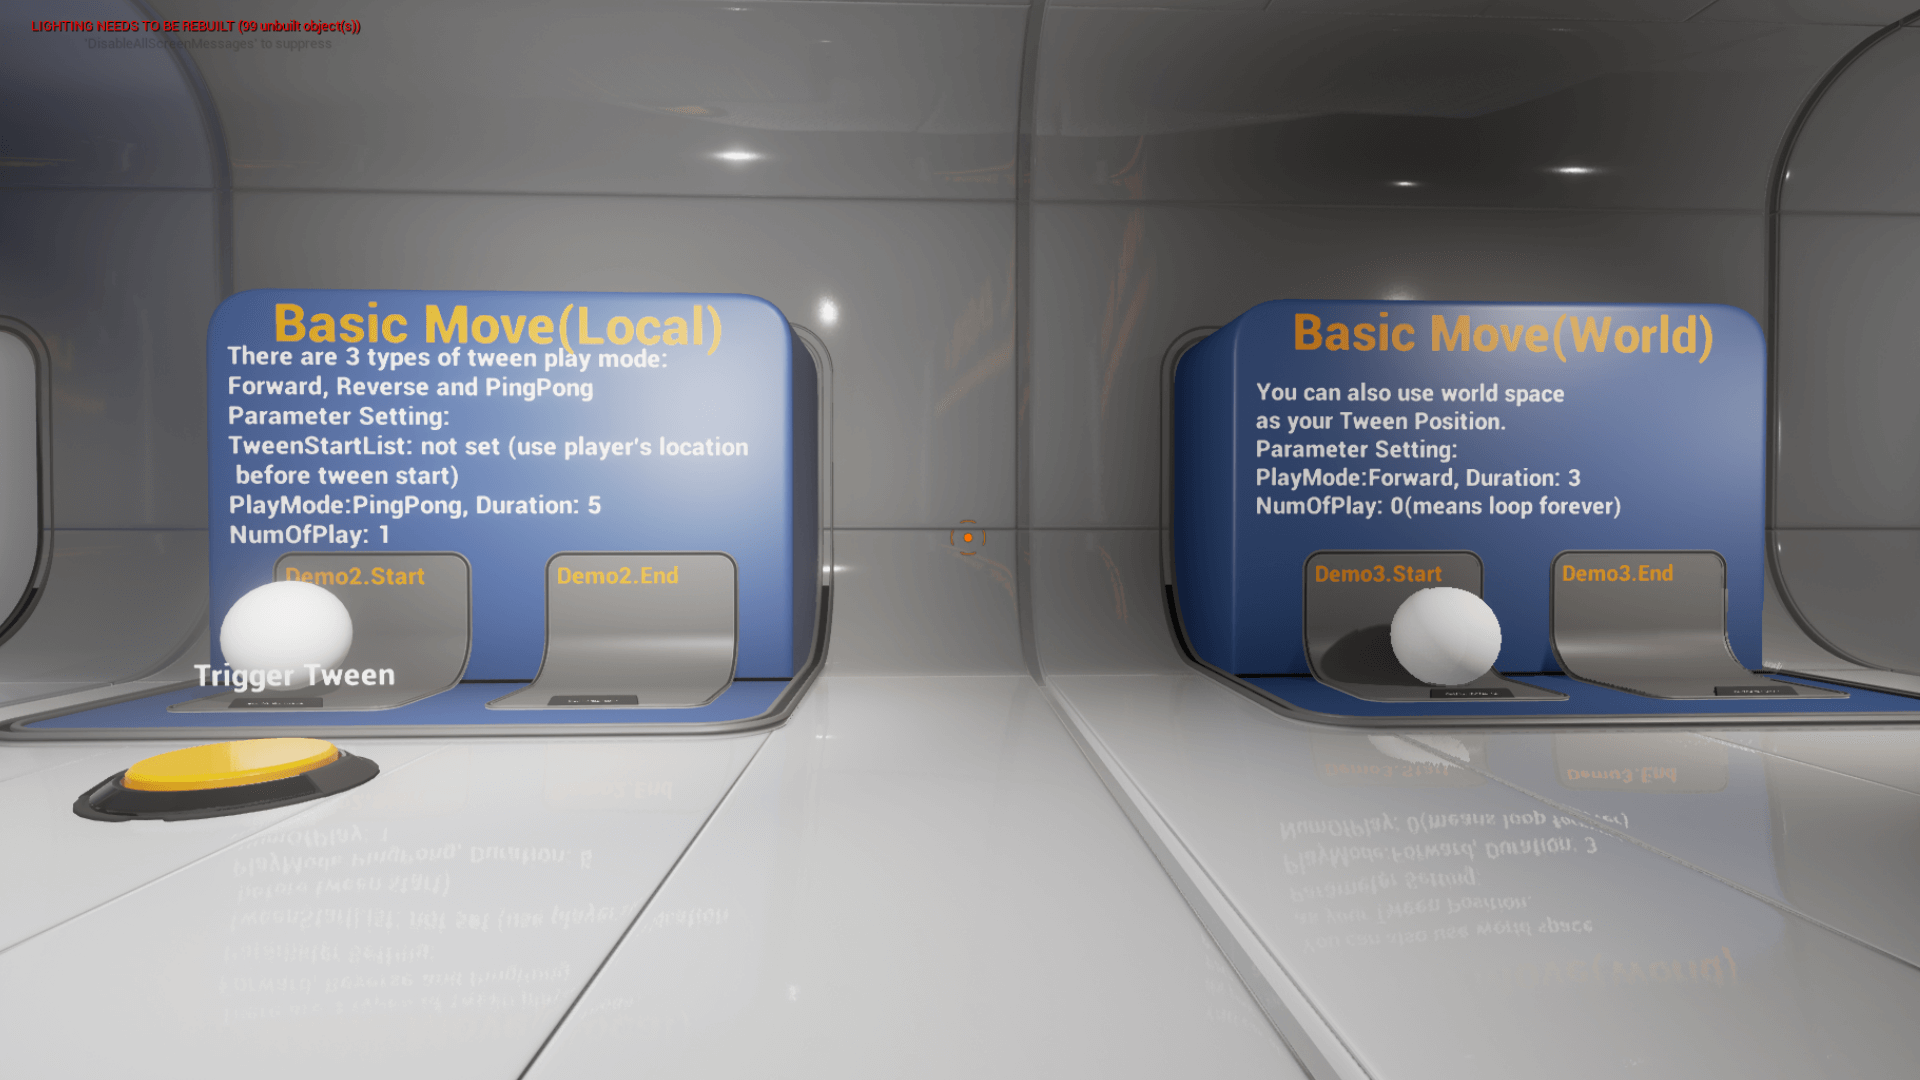 LIGHTING NEEDS TO BE REBUILT (99 unbuilt object(s))
'DisableAllScreenMessages' to suppress
Basic Move(Local)
There are 3 types of tween play mode:
Forward, Reverse and PingPong
Parameter Setting:
TweenStartList: not set (use player's location
before tween start)
PlayMode:PingPong, Duration: 5
NumOfPlay: 1
Demo2.Start
Demo2.End
Trigger Tween
Basic Move(World)
You can also use world space
as your Tween Position.
Parameter Setting:
PlayMode:Forward, Duration: 3
NumOfPlay: 0(means loop forever)
Demo3.Start
Demo3.End